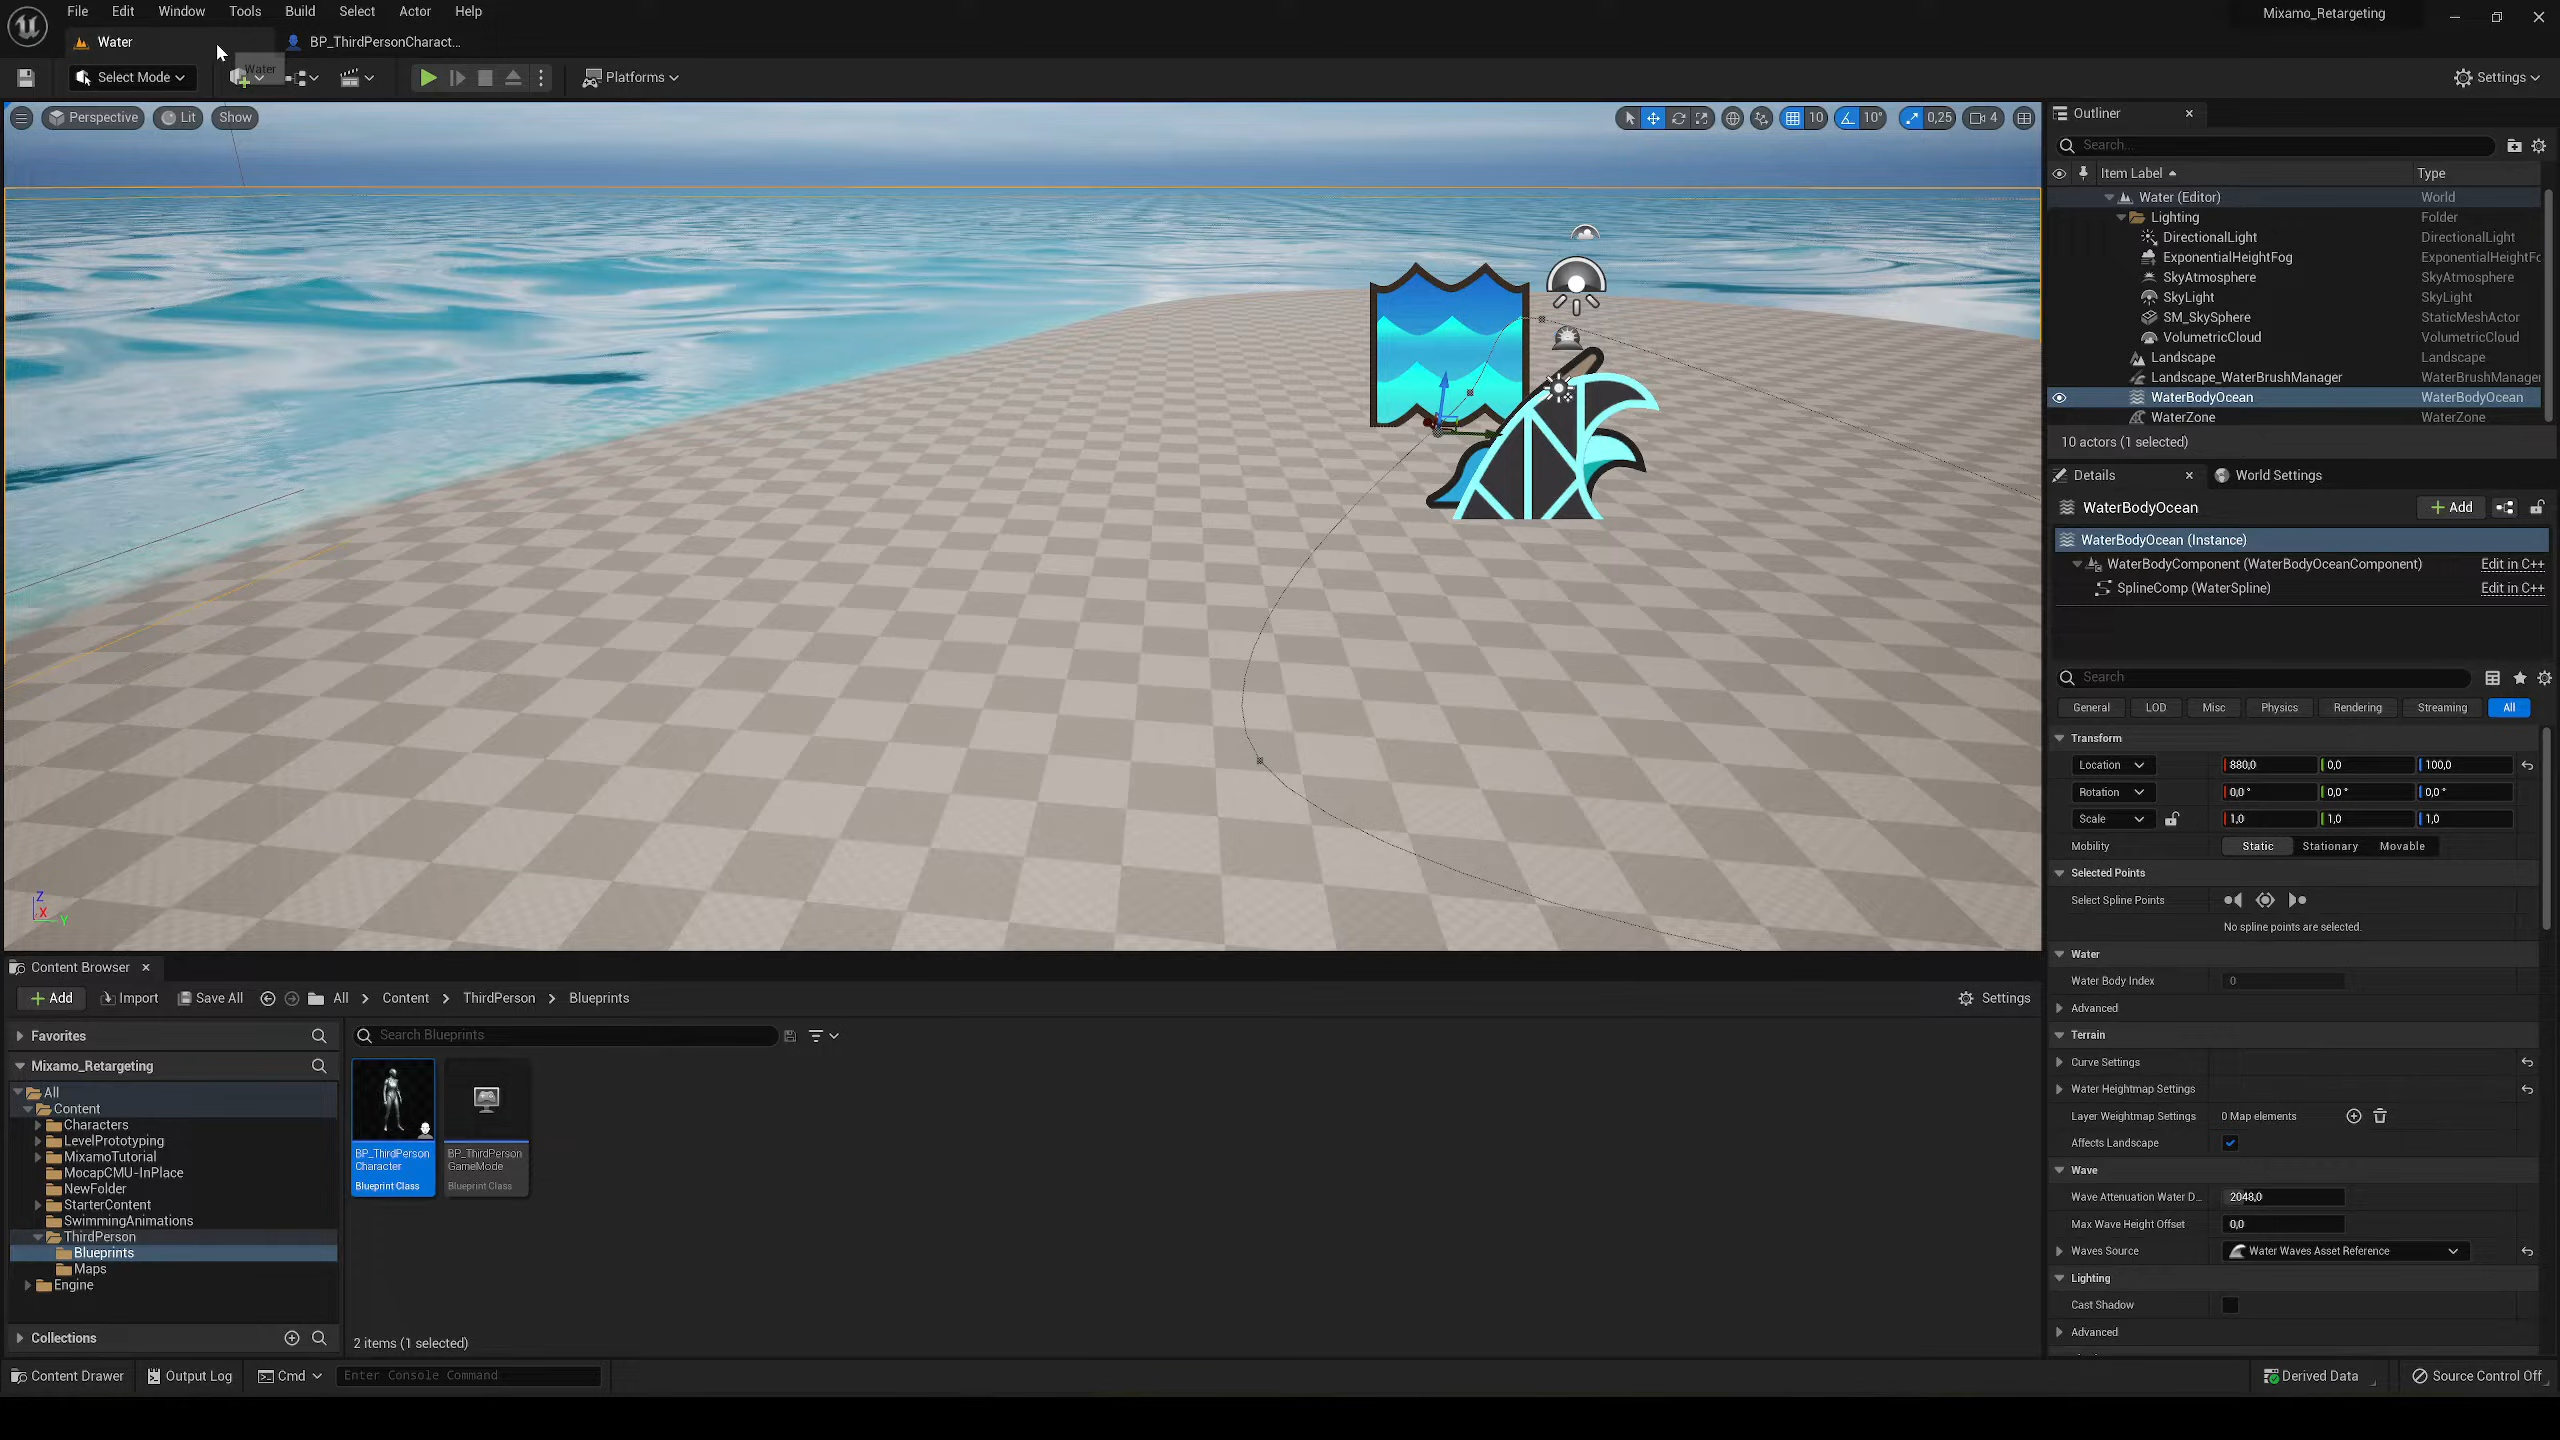 File Edit Window Tools Build Select Actor Help
Mixamo_Retargeting
Water
BP_ThirdPersonCharact...
Select Mode
Water
Platforms
Settings
Perspective Lit Show
10 10° 0,25 4
Outliner
Search...
Item Label Type
Water (Editor) World
Lighting Folder
DirectionalLight DirectionalLight
ExponentialHeightFog ExponentialHeightFc
SkyAtmosphere SkyAtmosphere
SkyLight SkyLight
SM_SkySphere StaticMeshActor
VolumetricCloud VolumetricCloud
Landscape Landscape
Landscape_WaterBrushManager WaterBrushManager
WaterBodyOcean WaterBodyOcean
WaterZone WaterZone
10 actors (1 selected)
Details World Settings
WaterBodyOcean Add
WaterBodyOcean (Instance)
WaterBodyComponent (WaterBodyOceanComponent) Edit in C++
SplineComp (WaterSpline) Edit in C++
Search
General LOD Misc Physics Rendering Streaming All
Transform
Location 880,0 0,0 100,0
Rotation 0,0 ° 0,0 ° 0,0 °
Scale 1,0 1,0 1,0
Mobility Static Stationary Movable
Selected Points
Select Spline Points
No spline points are selected.
Water
Water Body Index 0
Advanced
Terrain
Curve Settings
Water Heightmap Settings
Layer Weightmap Settings 0 Map elements
Affects Landscape
Wave
Wave Attenuation Water D... 2048,0
Max Wave Height Offset 0,0
Waves Source Water Waves Asset Reference
Lighting
Cast Shadow
Advanced
Z
X
Y
Content Browser
Add Import Save All All Content ThirdPerson Blueprints Settings
Favorites
Search Blueprints
Mixamo_Retargeting
All
Content
Characters
LevelPrototyping
MixamoTutorial
MocapCMU-InPlace
NewFolder
StarterContent
SwimmingAnimations
ThirdPerson
Blueprints
Maps
Engine
Collections
BP_ThirdPerson
Character
Blueprint Class
BP_ThirdPerson
GameMode
Blueprint Class
2 items (1 selected)
Content Drawer Output Log Cmd Enter Console Command
Derived Data Source Control Off